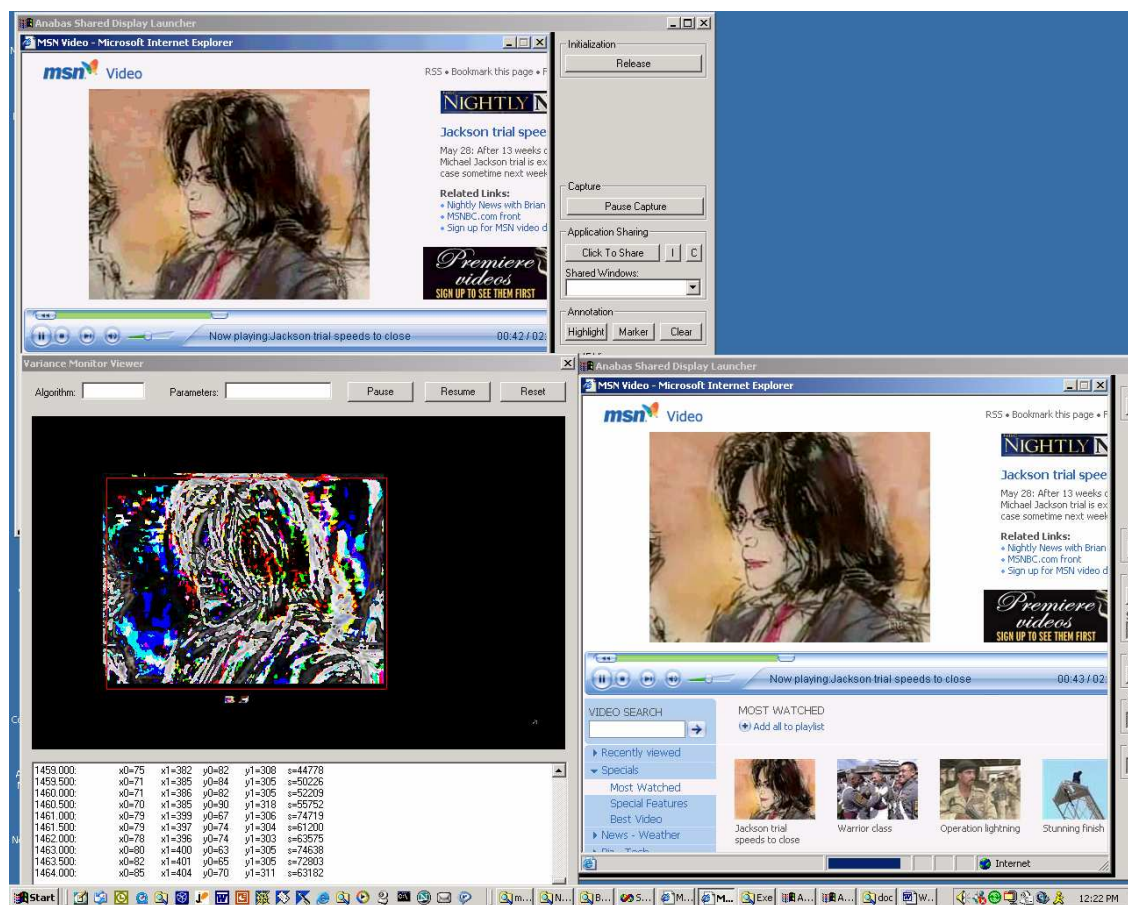 Anabas Shared Display Launcher
MSN Video - Microsoft Internet Explorer
msn Video
RSS • Bookmark this page • F
NIGHTLY N
Jackson trial spee
May 28: After 13 weeks c
Michael Jackson trial is ex
case sometime next week
Related Links:
• Nightly News with Brian
• MSNBC.com front
• Sign up for MSN video d
Premiere
videos
SIGN UP TO SEE THEM FIRST
Now playing:Jackson trial speeds to close
00:42 / 02:
Initialization
Release
Capture
Pause Capture
Application Sharing
Click To Share I C
Shared Windows:
Annotation
Highlight Marker Clear
Variance Monitor Viewer
Algorithm: Parameters: Pause Resume Reset
1459.000: x0=75 x1=382 y0=82 y1=308 s=44778
1459.500: x0=71 x1=385 y0=84 y1=305 s=50226
1460.000: x0=71 x1=386 y0=82 y1=305 s=52209
1460.500: x0=70 x1=385 y0=90 y1=318 s=55752
1461.000: x0=79 x1=399 y0=67 y1=306 s=74719
1461.500: x0=79 x1=397 y0=74 y1=304 s=61200
1462.000: x0=78 x1=396 y0=74 y1=303 s=63575
1463.000: x0=80 x1=400 y0=63 y1=305 s=74638
1463.500: x0=82 x1=401 y0=65 y1=305 s=72803
1464.000: x0=85 x1=404 y0=70 y1=311 s=63182
Anabas Shared Display Launcher
MSN Video - Microsoft Internet Explorer
msn Video
RSS • Bookmark this page • F
NIGHTLY N
Jackson trial spee
May 28: After 13 weeks c
Michael Jackson trial is ex
case sometime next week
Related Links:
• Nightly News with Brian
• MSNBC.com front
• Sign up for MSN video d
Premiere
videos
SIGN UP TO SEE THEM FIRST
Now playing:Jackson trial speeds to close
00:43 / 02:
VIDEO SEARCH
Recently viewed
Specials
Most Watched
Special Features
Best Video
News - Weather
MOST WATCHED
Add all to playlist
Jackson trial
speeds to close
Warrior class
Operation lightning
Stunning finish
Internet
Start m... N... B... S... M... M... Exe A... A... doc W... 12:22 PM